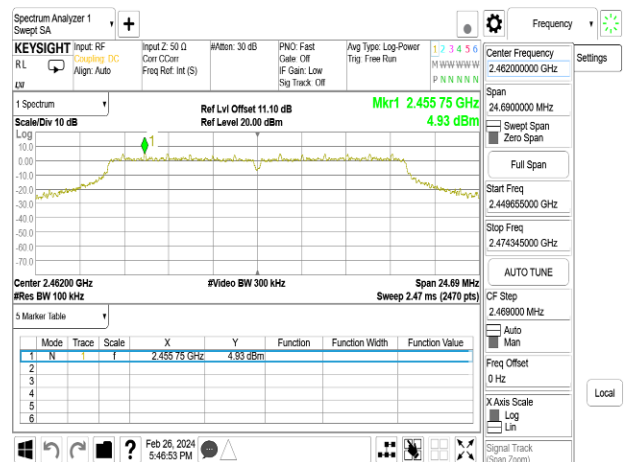 Spectrum Analyzer 1
Swept SA
Frequency
KEYSIGHT Input: RF
RL
Coupling: DC
Align: Auto
LXI
Input Z: 50 Ω
Corr CCorr
Freq Ref: Int (S)
#Atten: 30 dB
PNO: Fast
Gate: Off
IF Gain: Low
Sig Track: Off
Avg Type: Log-Power
Trig: Free Run
1 2 3 4 5 6
M W W W W W
P N N N N N
Center Frequency
2.462000000 GHz
Settings
Span
24.6900000 MHz
Swept Span
Zero Span
Full Span
Start Freq
2.449655000 GHz
Stop Freq
2.474345000 GHz
AUTO TUNE
CF Step
2.469000 MHz
Auto
Man
Freq Offset
0 Hz
X Axis Scale
Log
Lin
Signal Track
(Span Zoom)
Local
1 Spectrum
Scale/Div 10 dB
Ref Lvl Offset 11.10 dB
Ref Level 20.00 dBm
Mkr1 2.455 75 GHz
4.93 dBm
Log
10.0
0.00
-10.0
-20.0
-30.0
-40.0
-50.0
-60.0
-70.0
1
Center 2.46200 GHz
#Res BW 100 kHz
#Video BW 300 kHz
Span 24.69 MHz
Sweep 2.47 ms (2470 pts)
5 Marker Table
Mode Trace Scale X Y Function Function Width Function Value
1 N 1 f 2.455 75 GHz 4.93 dBm
2
3
4
5
6
?
Feb 26, 2024
5:46:53 PM